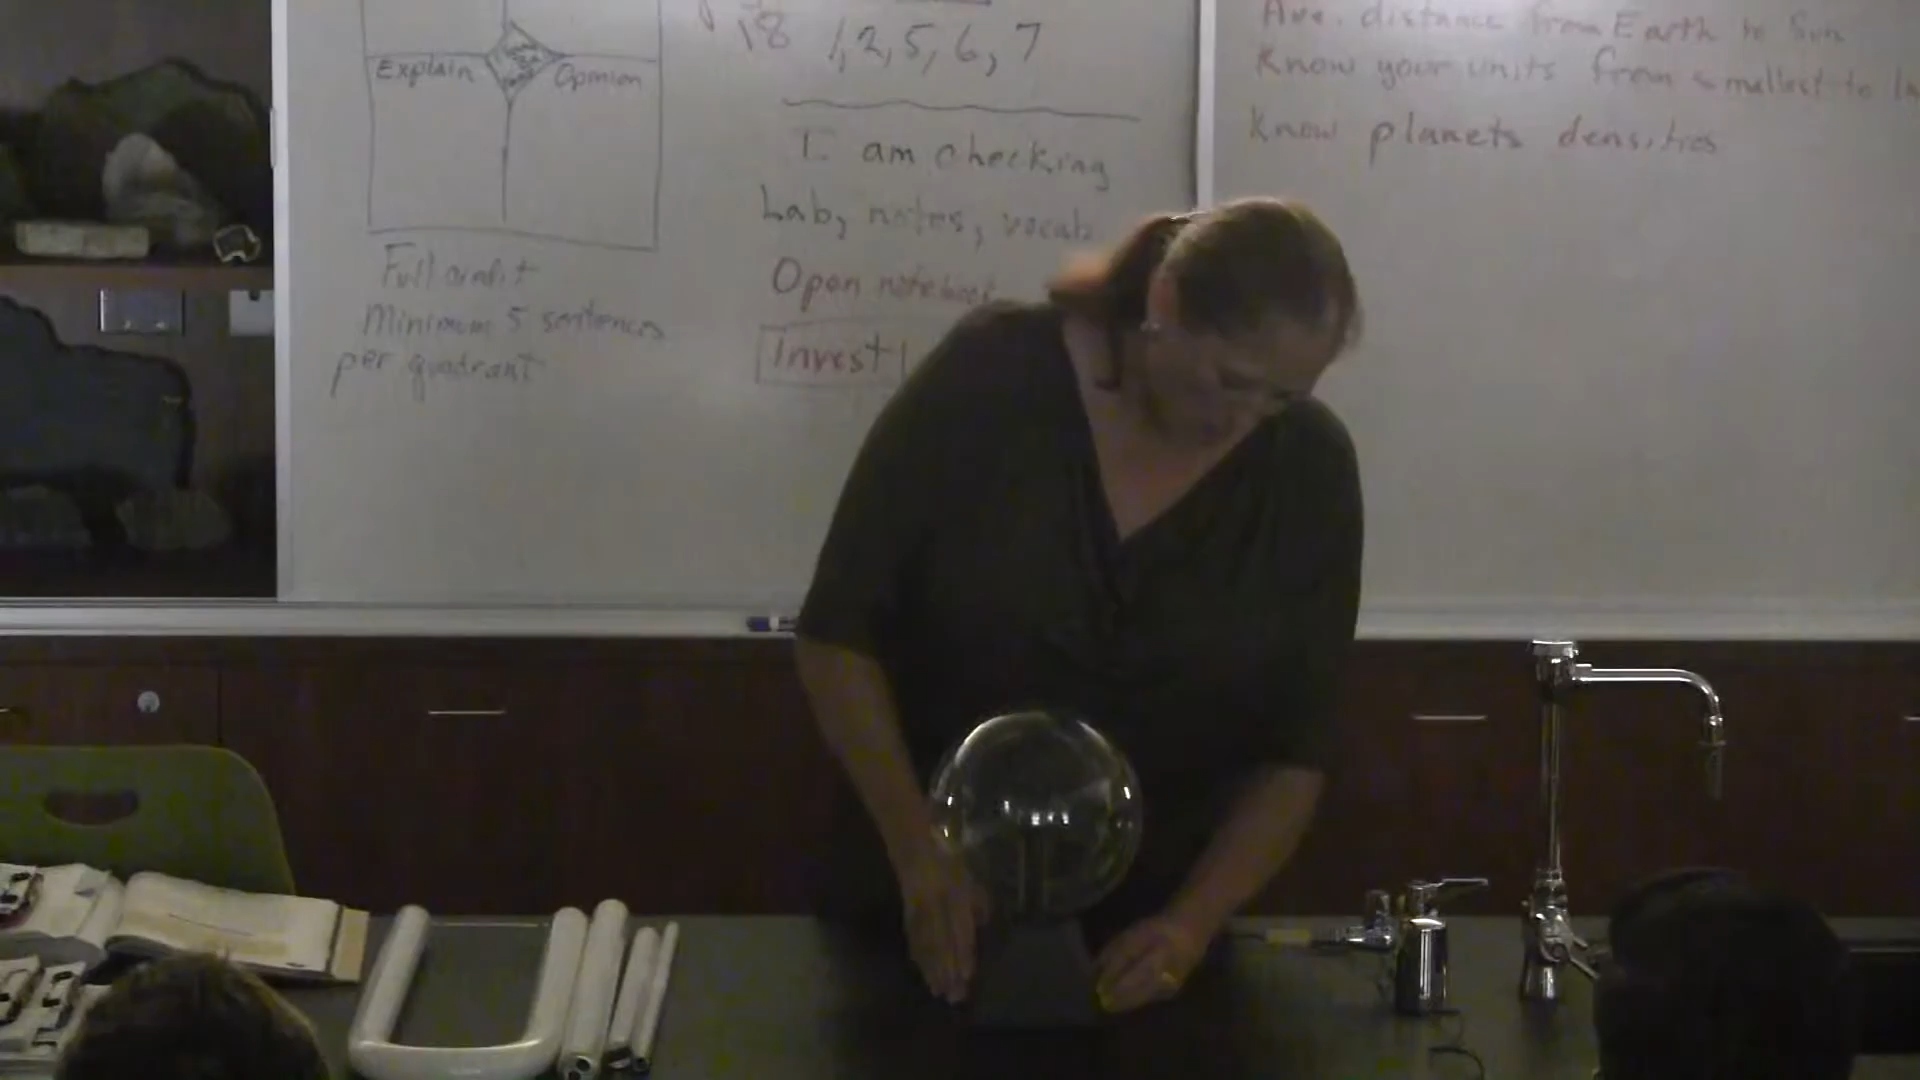 Explain Opinion
Full credit
Minimum 5 sentences
per quadrant
18 1, 2, 5, 6, 7
I am checking
Lab, notes, vocab
Open notebook
Invest
Ave. distance from Earth to Sun
Know your units from smallest to la
Know planets densities